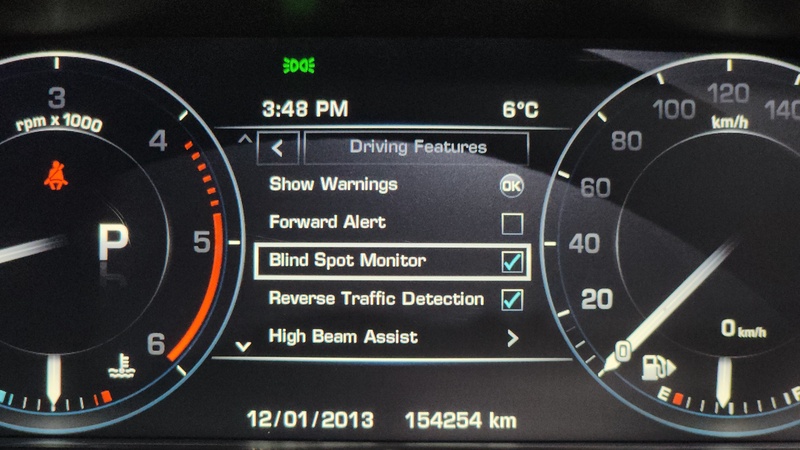 3:48 PM 6°C
Driving Features
Show Warnings OK
Forward Alert
Blind Spot Monitor
Reverse Traffic Detection
High Beam Assist
12/01/2013 154254 km
3
rpm x 1000
4
5
6
P
140
120
100
km/h
80
60
40
20
0
0 km/h
E
F